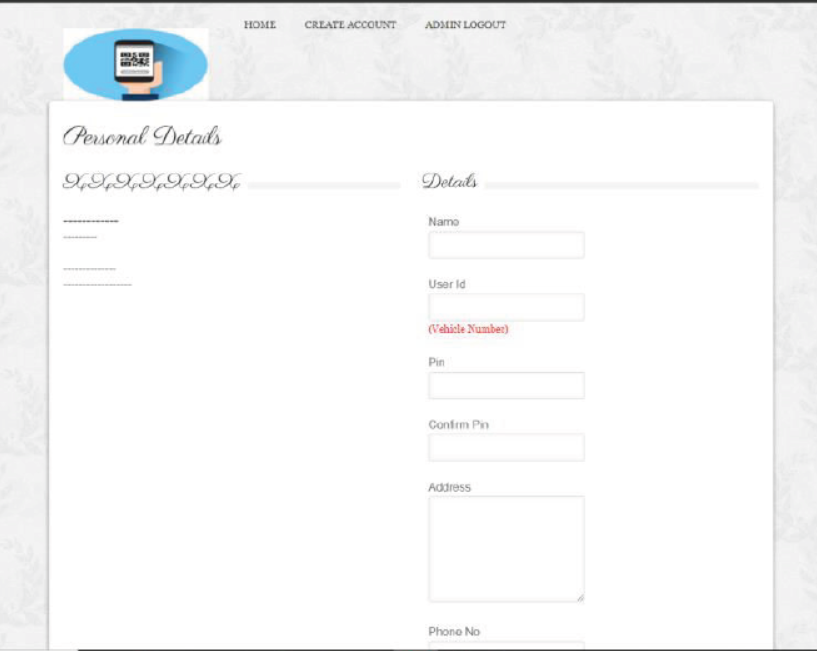 HOME CREATE ACCOUNT ADMIN LOGOUT
Personal Details
XXXXXXX
------------
--------
-------------
-----------------
Details
Name
User Id
(Vehicle Number)
Pin
Confirm Pin
Address
Phone No